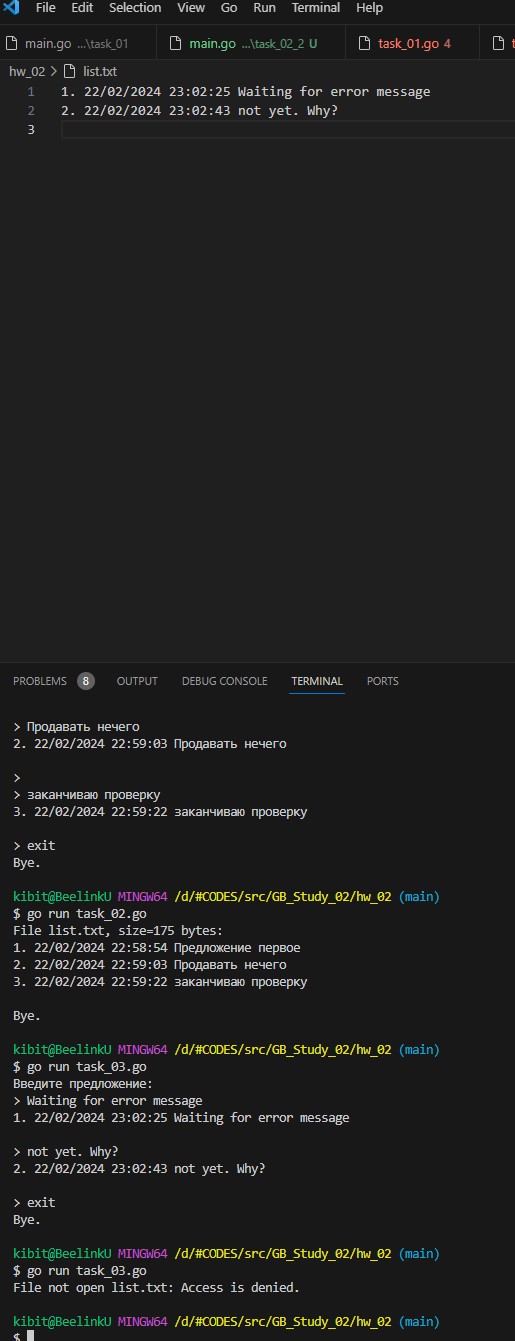 File Edit Selection View Go Run Terminal Help
main.go ...\task_01 main.go ...\task_02_2 U task_01.go 4
hw_02 > list.txt
1 1. 22/02/2024 23:02:25 Waiting for error message
2 2. 22/02/2024 23:02:43 not yet. Why?
3
PROBLEMS 8 OUTPUT DEBUG CONSOLE TERMINAL PORTS
> Продавать нечего
2. 22/02/2024 22:59:03 Продавать нечего
>
> заканчиваю проверку
3. 22/02/2024 22:59:22 заканчиваю проверку
> exit
Bye.
kibit@BeelinkU MINGW64 /d/#CODES/src/GB_Study_02/hw_02 (main)
$ go run task_02.go
File list.txt, size=175 bytes:
1. 22/02/2024 22:58:54 Предложение первое
2. 22/02/2024 22:59:03 Продавать нечего
3. 22/02/2024 22:59:22 заканчиваю проверку
Bye.
kibit@BeelinkU MINGW64 /d/#CODES/src/GB_Study_02/hw_02 (main)
$ go run task_03.go
Введите предложение:
> Waiting for error message
1. 22/02/2024 23:02:25 Waiting for error message
> not yet. Why?
2. 22/02/2024 23:02:43 not yet. Why?
> exit
Bye.
kibit@BeelinkU MINGW64 /d/#CODES/src/GB_Study_02/hw_02 (main)
$ go run task_03.go
File not open list.txt: Access is denied.
kibit@BeelinkU MINGW64 /d/#CODES/src/GB_Study_02/hw_02 (main)
$